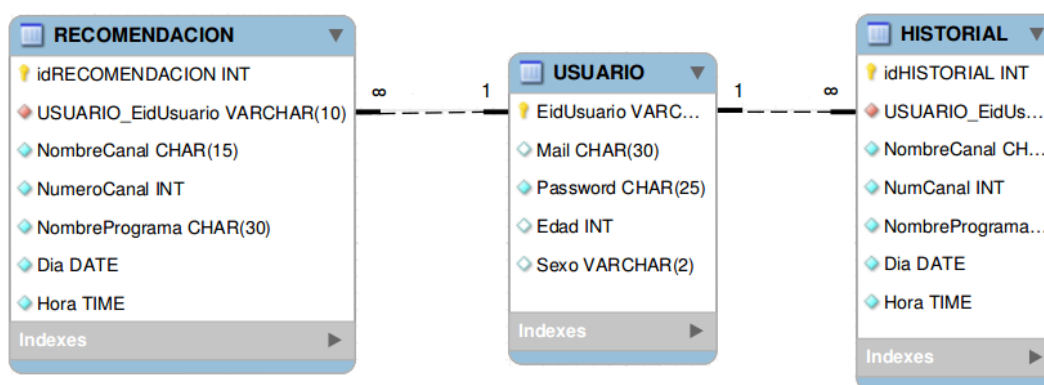 RECOMENDACION
idRECOMENDACION INT
USUARIO_EidUsuario VARCHAR(10)
NombreCanal CHAR(15)
NumeroCanal INT
NombrePrograma CHAR(30)
Dia DATE
Hora TIME
Indexes
∞
1
USUARIO
EidUsuario VARC...
Mail CHAR(30)
Password CHAR(25)
Edad INT
Sexo VARCHAR(2)
Indexes
1
∞
HISTORIAL
idHISTORIAL INT
USUARIO_EidUs...
NombreCanal CH...
NumCanal INT
NombrePrograma...
Dia DATE
Hora TIME
Indexes